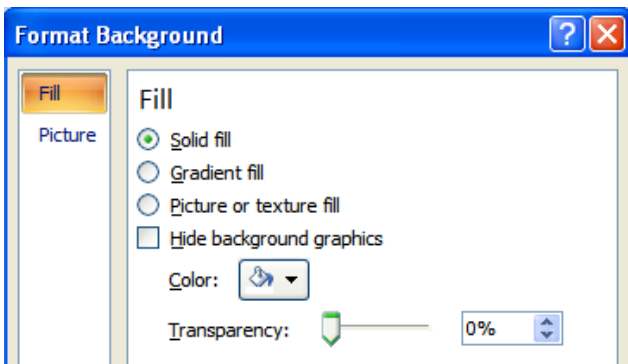 Format Background
?
Fill
Picture
Fill
Solid fill
Gradient fill
Picture or texture fill
Hide background graphics
Color:
Transparency: 0%